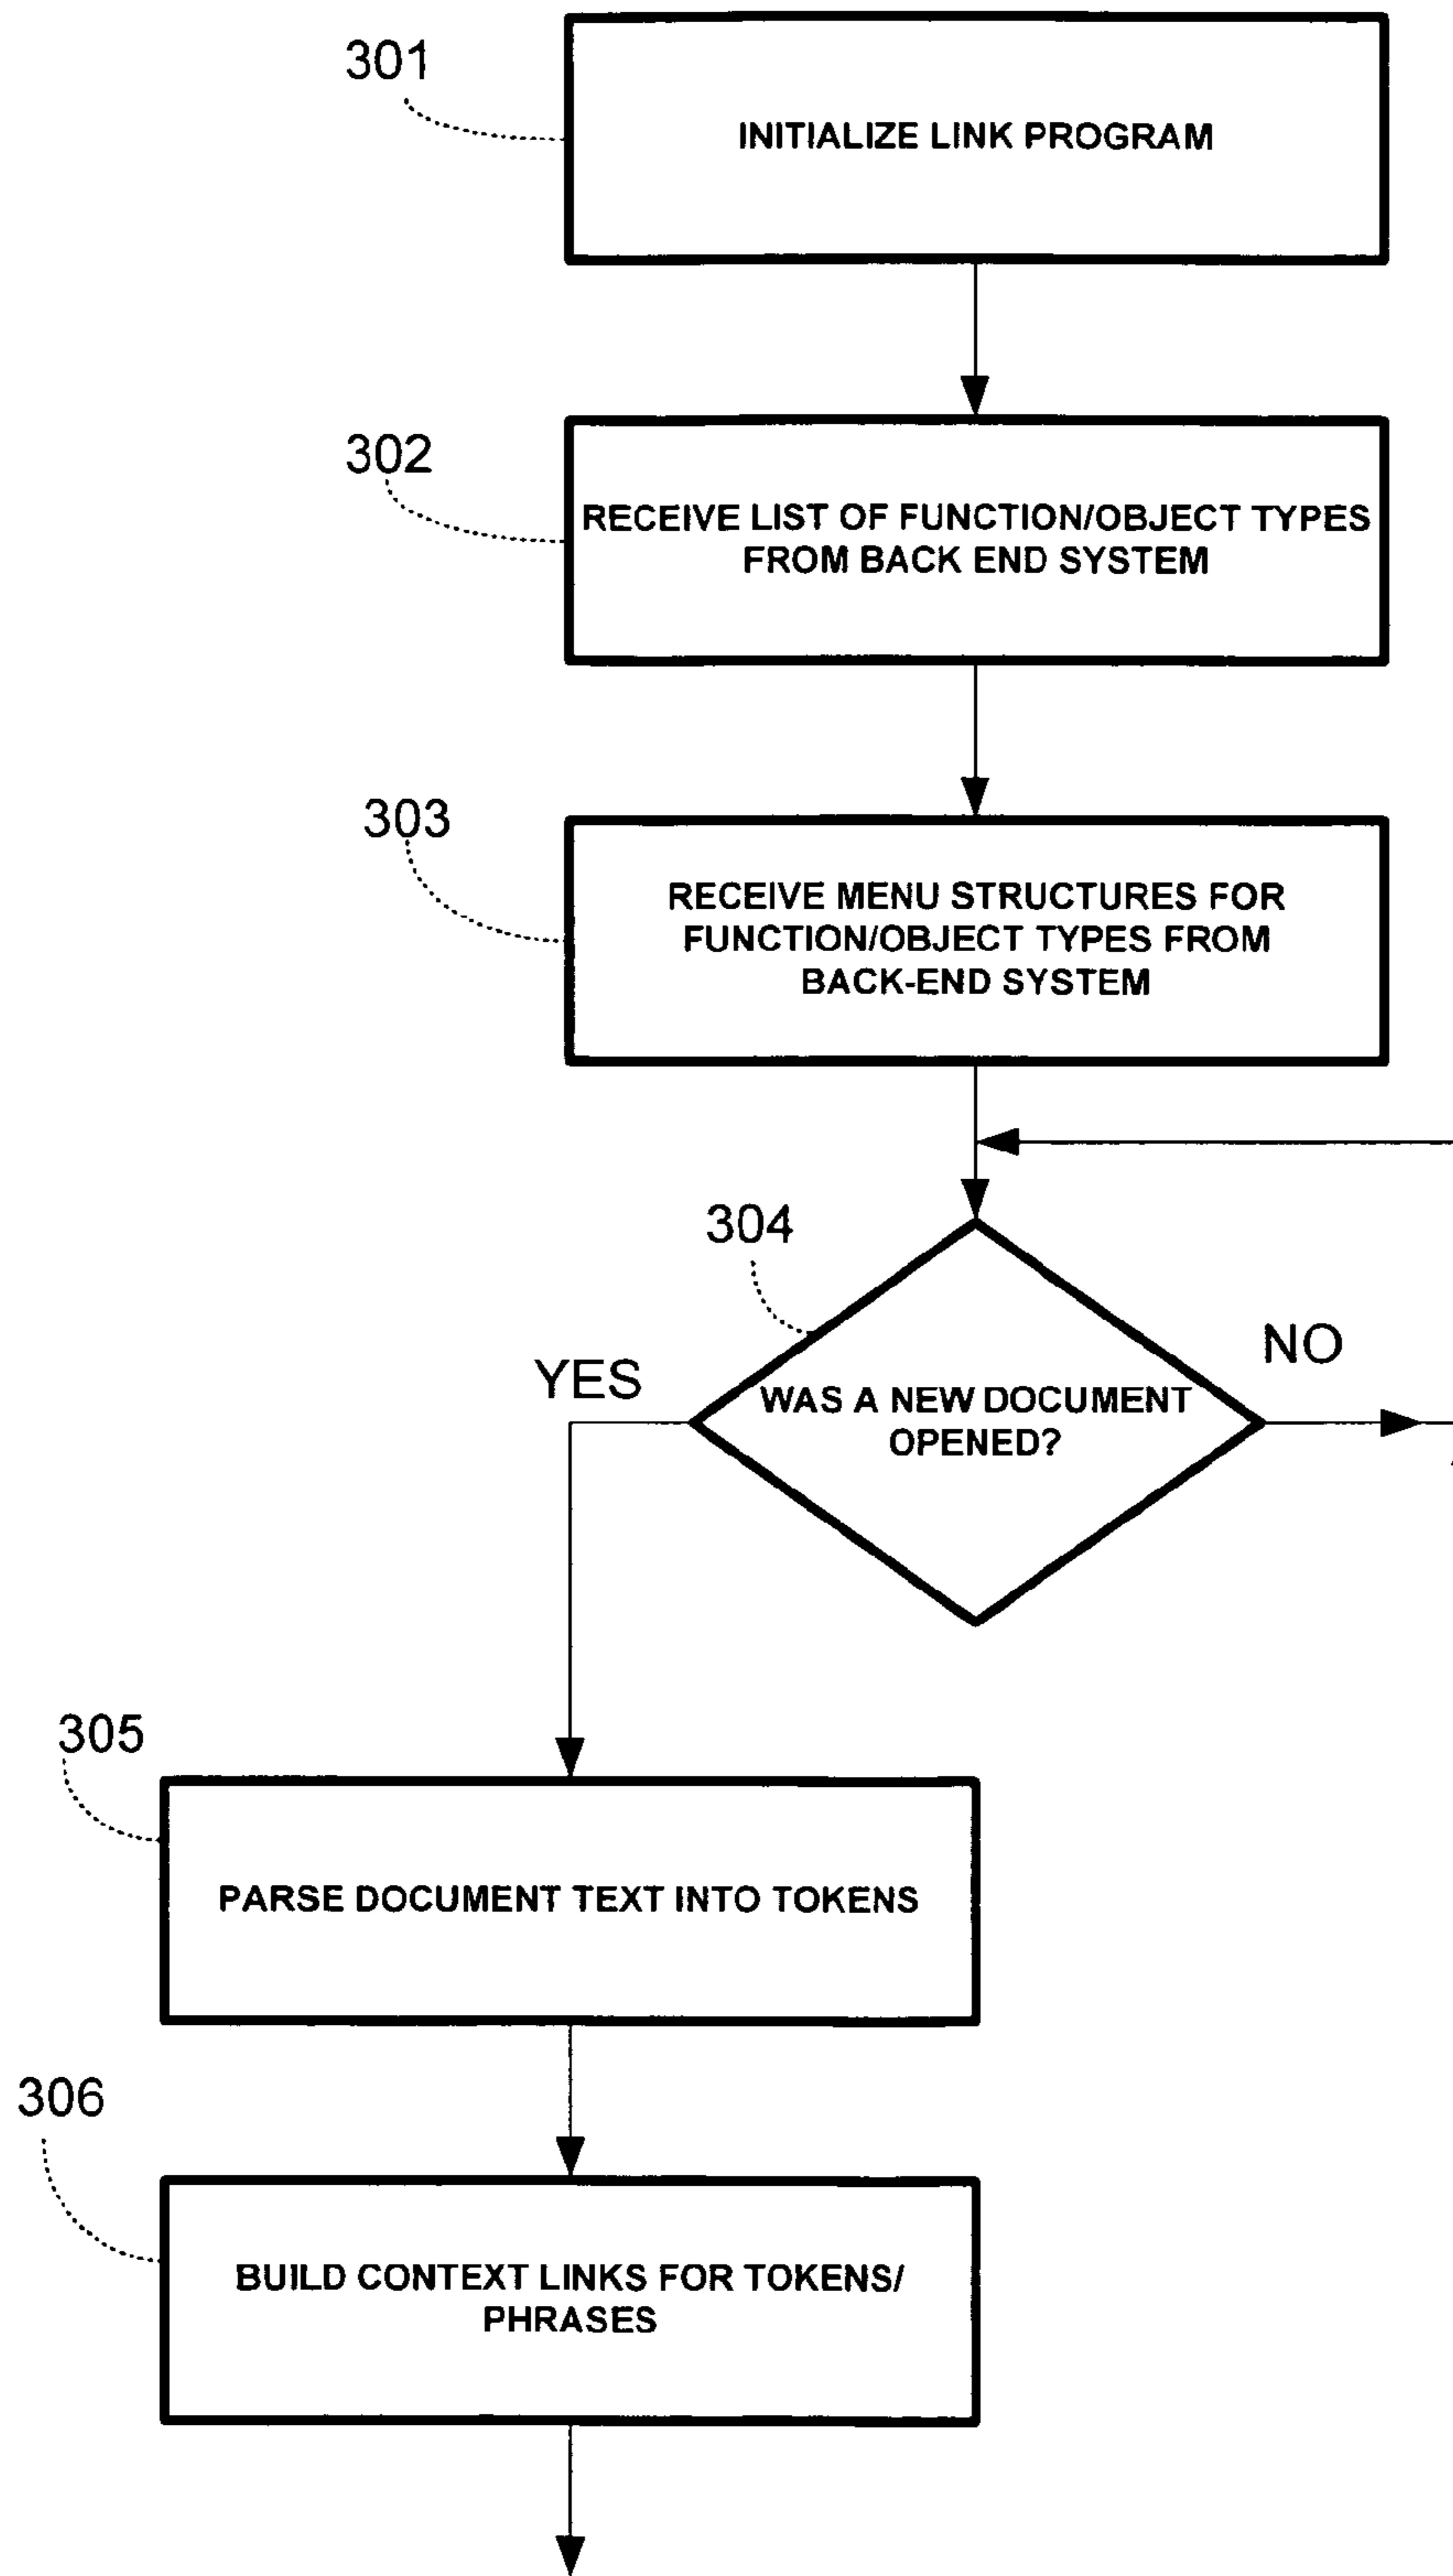 301
INITIALIZE LINK PROGRAM
302
RECEIVE LIST OF FUNCTION/OBJECT TYPES
FROM BACK END SYSTEM
303
RECEIVE MENU STRUCTURES FOR
FUNCTION/OBJECT TYPES FROM
BACK-END SYSTEM
304
YES
NO
WAS A NEW DOCUMENT
OPENED?
305
PARSE DOCUMENT TEXT INTO TOKENS
306
BUILD CONTEXT LINKS FOR TOKENS/
PHRASES